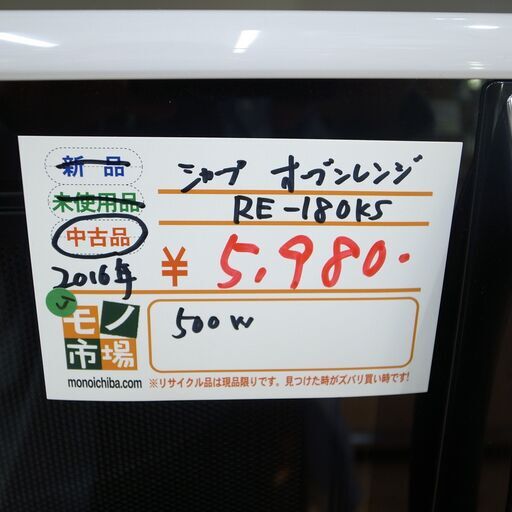 新品
シャープ オーブンレンジ
未使用品
RE-180KS
中古品
2016年
¥5,980.
J
モノ市場
500W
monoichiba.com
※リサイクル品は現品限りです。見つけた時がズバリ買い時です!